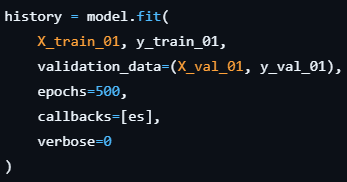 history = model.fit(
    X_train_01, y_train_01,
    validation_data=(X_val_01, y_val_01),
    epochs=500,
    callbacks=[es],
    verbose=0
)